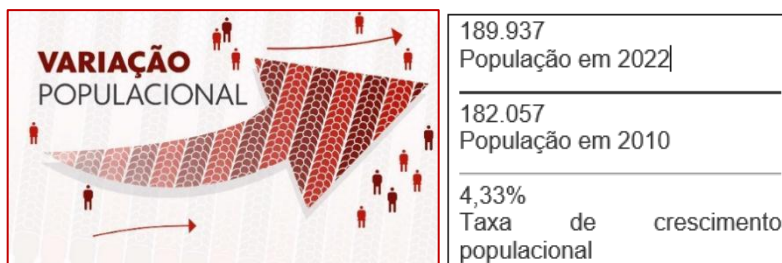 VARIAÇÃO
POPULACIONAL
189.937
População em 2022
182.057
População em 2010
4,33%
Taxa de crescimento
populacional